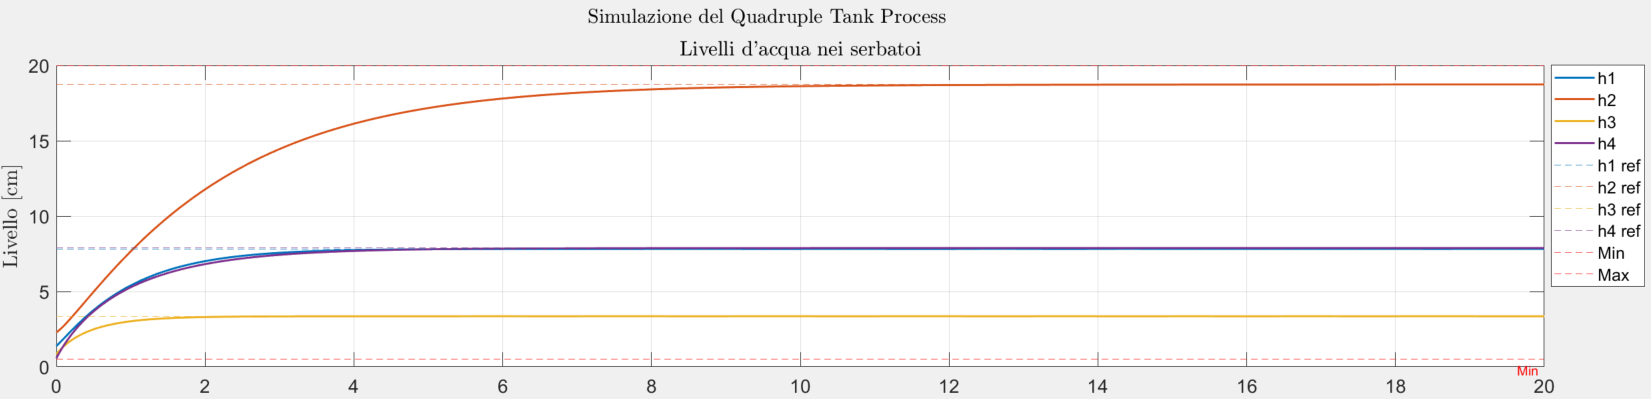 Simulazione del Quadruple Tank Process
Livelli d'acqua nei serbatoi
Livello [cm]
20
15
10
5
0
0 2 4 6 8 10 12 14 16 18 20
Min
h1
h2
h3
h4
h1 ref
h2 ref
h3 ref
h4 ref
Min
Max